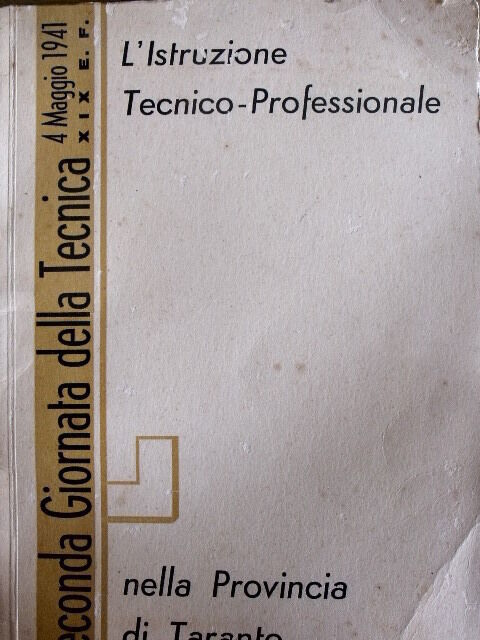 L'Istruzione
Tecnico-Professionale
nella Provincia
di Taranto
econda Giornata della Tecnica
4 Maggio 1941
XIX E. F.